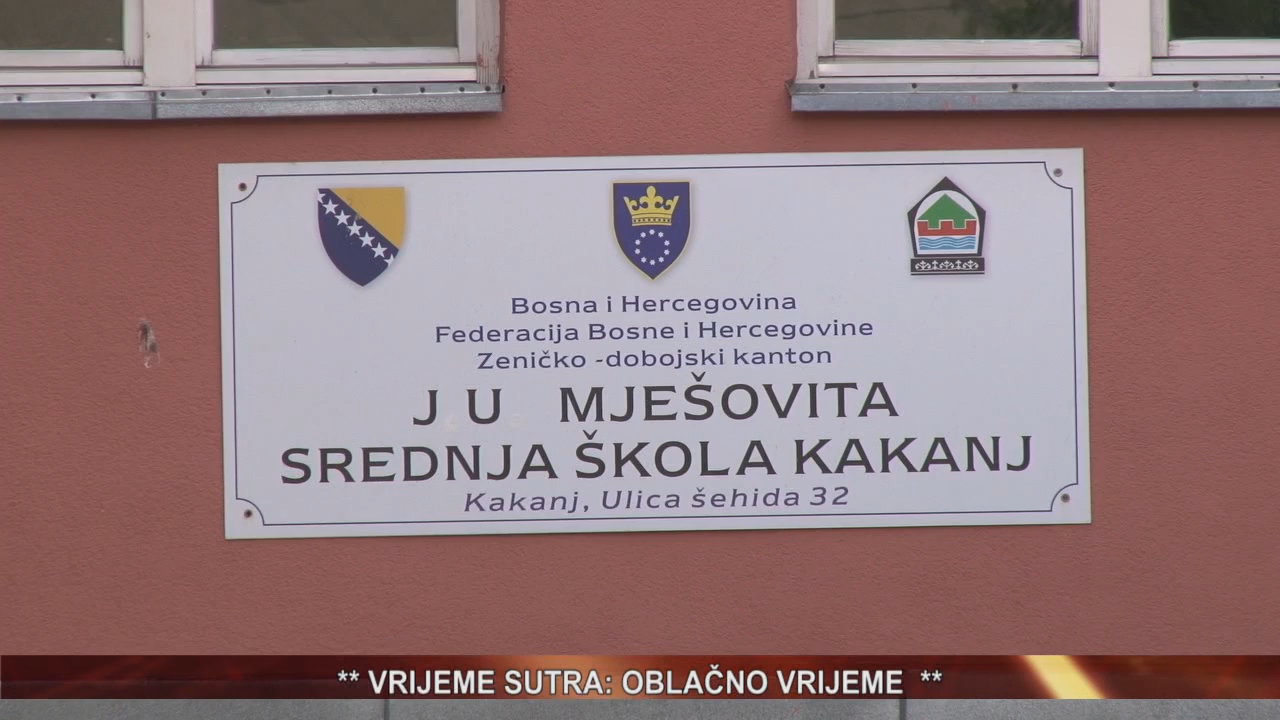 Bosna i Hercegovina
Federacija Bosne i Hercegovine
Zeničko -dobojski kanton
J U MJEŠOVITA
SREDNJA ŠKOLA KAKANJ
Kakanj, Ulica šehida 32
** VRIJEME SUTRA: OBLAČNO VRIJEME **